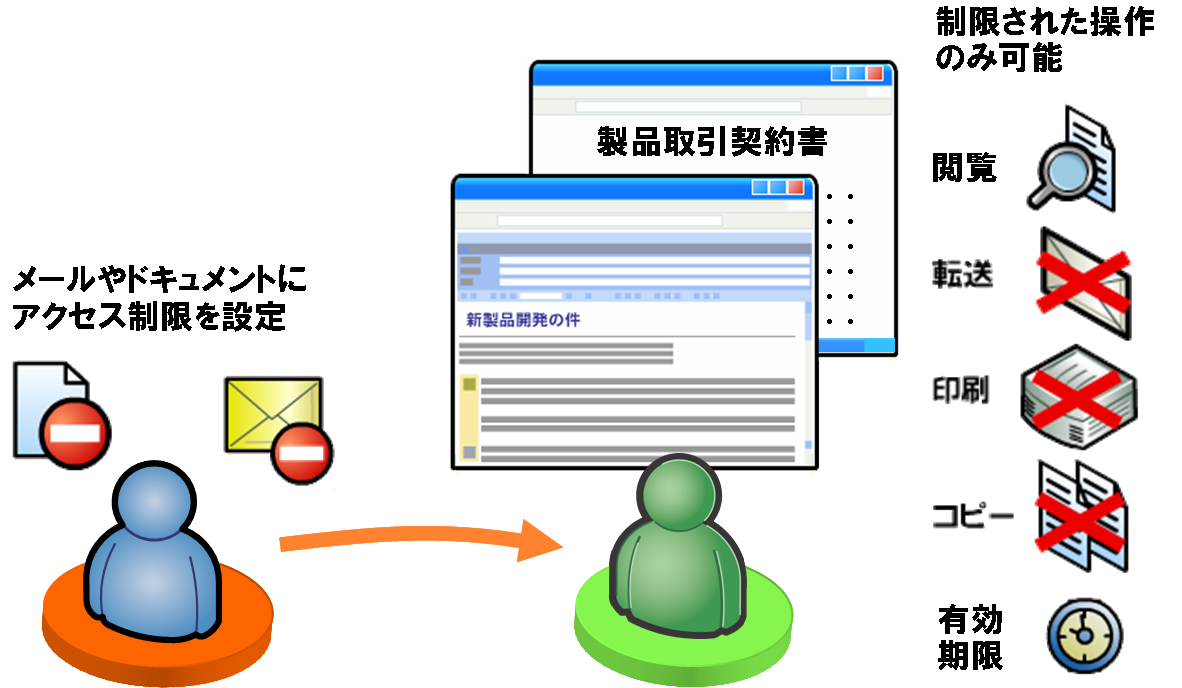 制限された操作
のみ可能
製品取引契約書
閲覧
転送
メールやドキュメントに
アクセス制限を設定
新製品開発の件
印刷
コピー
有効
期限